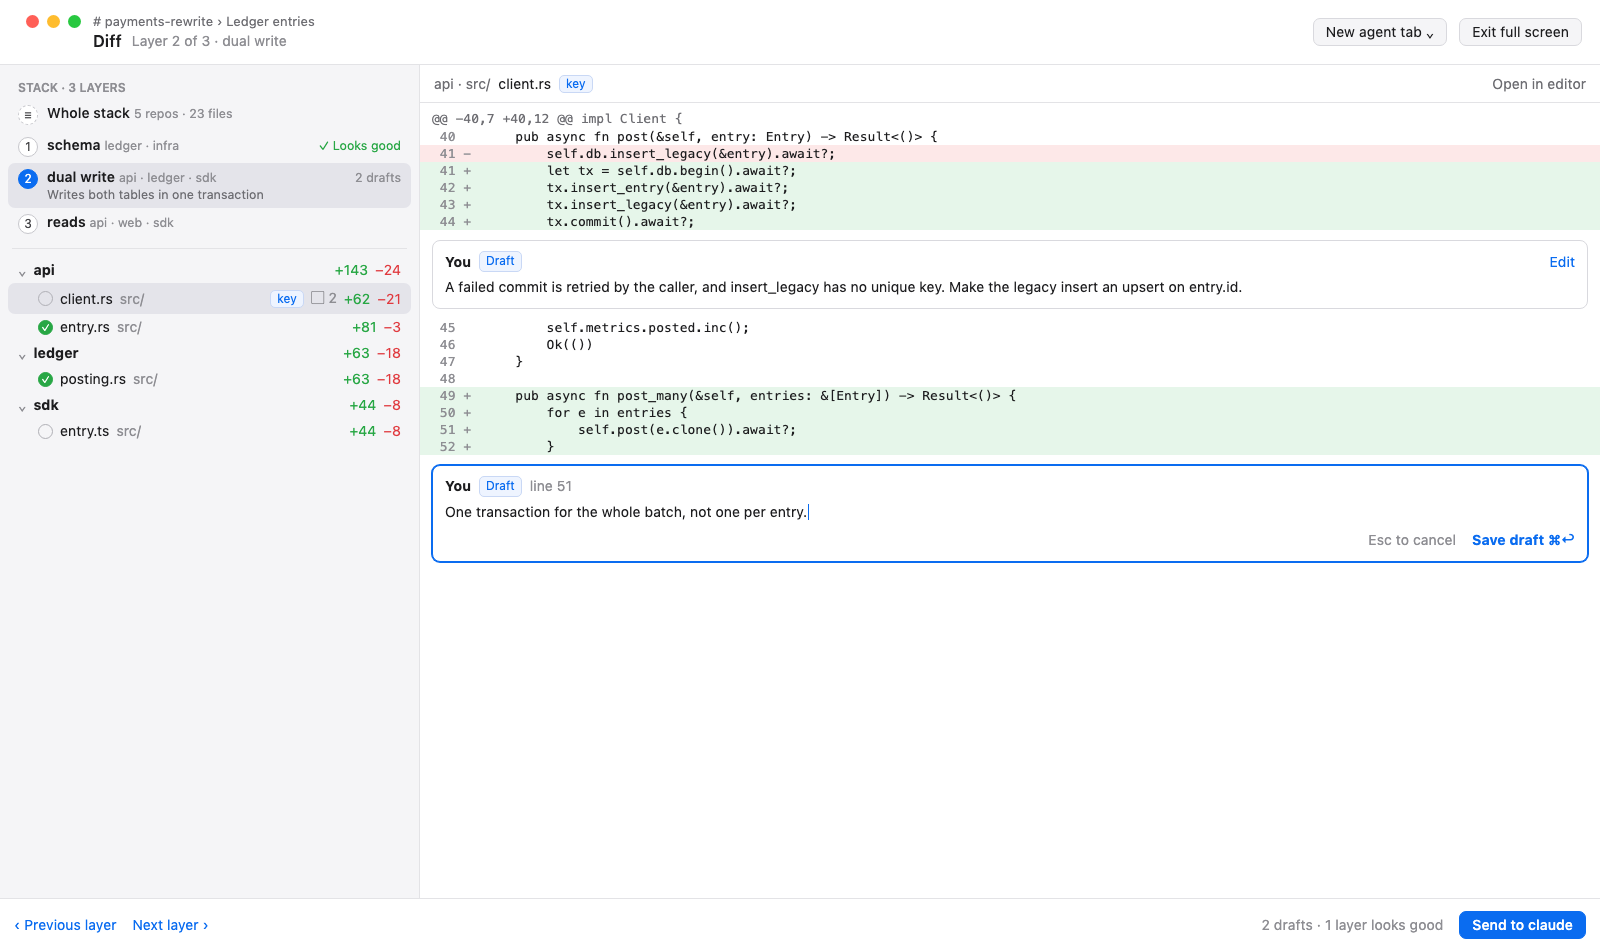 # payments-rewrite › Ledger entries
Diff Layer 2 of 3 · dual write
New agent tab ⌄
Exit full screen
STACK · 3 LAYERS
Whole stack 5 repos · 23 files
1 schema ledger · infra ✓ Looks good
2 dual write api · ledger · sdk 2 drafts
Writes both tables in one transaction
3 reads api · web · sdk
api +143 −24
client.rs src/ key 2 +62 −21
entry.rs src/ +81 −3
ledger +63 −18
posting.rs src/ +63 −18
sdk +44 −8
entry.ts src/ +44 −8
api · src/ client.rs key
Open in editor
@@ −40,7 +40,12 @@ impl Client {
40 pub async fn post(&self, entry: Entry) −> Result<()> {
41 − self.db.insert_legacy(&entry).await?;
41 + let tx = self.db.begin().await?;
42 + tx.insert_entry(&entry).await?;
43 + tx.insert_legacy(&entry).await?;
44 + tx.commit().await?;
You Draft Edit
A failed commit is retried by the caller, and insert_legacy has no unique key. Make the legacy insert an upsert on entry.id.
45 self.metrics.posted.inc();
46 Ok(())
47 }
48
49 + pub async fn post_many(&self, entries: &[Entry]) −> Result<()> {
50 + for e in entries {
51 + self.post(e.clone()).await?;
52 + }
You Draft line 51
One transaction for the whole batch, not one per entry.
Esc to cancel Save draft ⌘↩
‹ Previous layer Next layer ›
2 drafts · 1 layer looks good
Send to claude